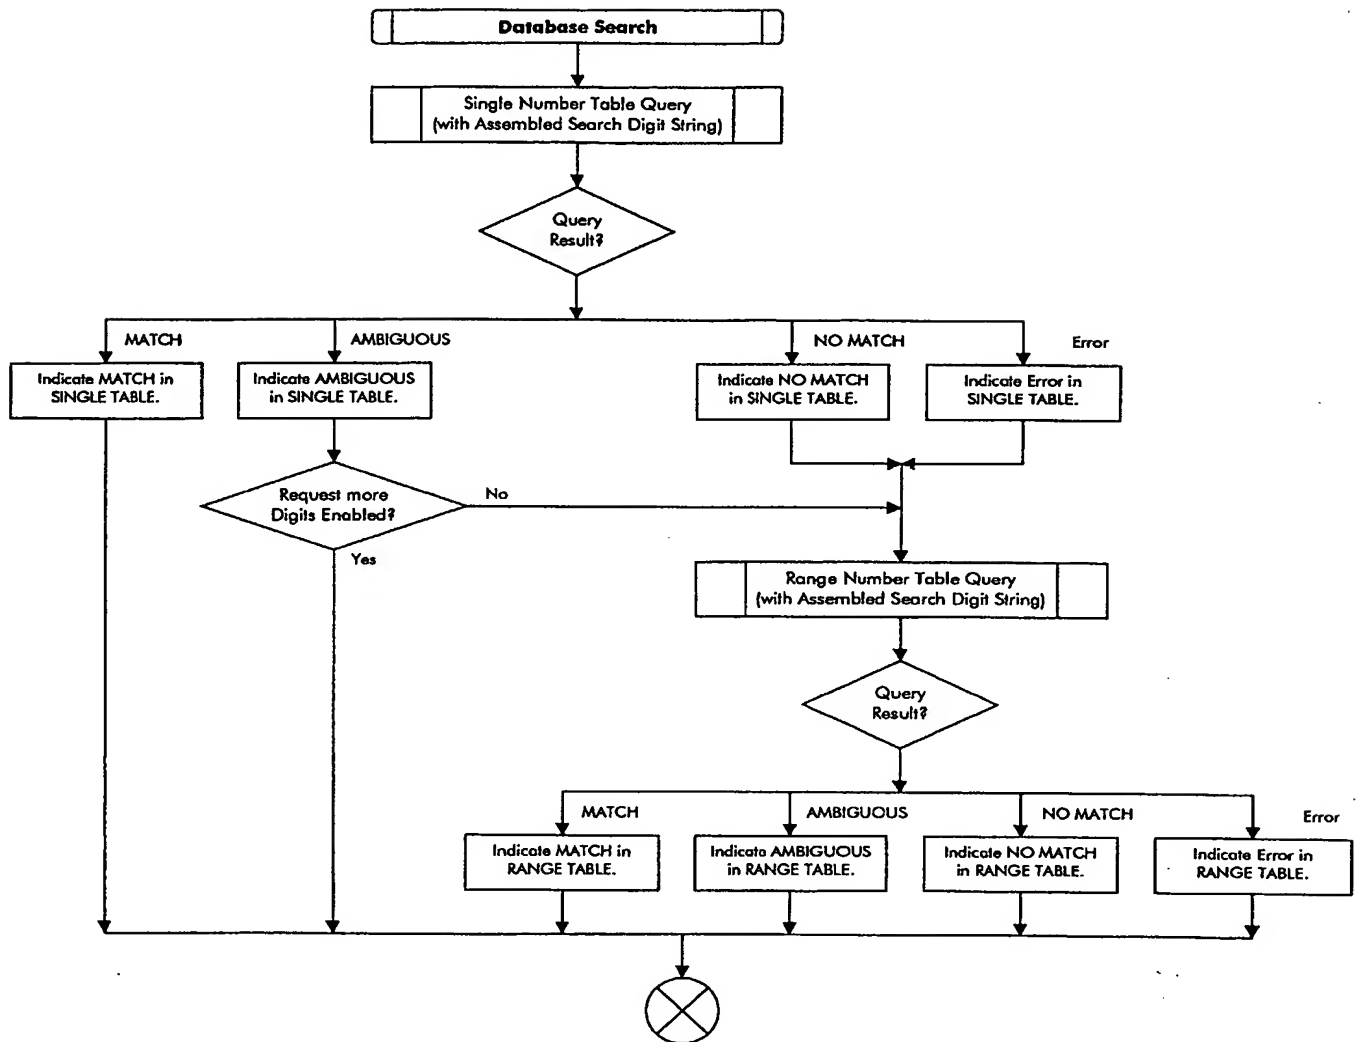 Database Search
Single Number Table Query
(with Assembled Search Digit String)
Query
Result?
MATCH
AMBIGUOUS
NO MATCH
Error
Indicate MATCH in
SINGLE TABLE.
Indicate AMBIGUOUS
in SINGLE TABLE.
Indicate NO MATCH
in SINGLE TABLE.
Indicate Error in
SINGLE TABLE.
Request more
Digits Enabled?
No
Yes
Range Number Table Query
(with Assembled Search Digit String)
Query
Result?
MATCH
AMBIGUOUS
NO MATCH
Error
Indicate MATCH in
RANGE TABLE.
Indicate AMBIGUOUS
in RANGE TABLE.
Indicate NO MATCH
in RANGE TABLE.
Indicate Error in
RANGE TABLE.